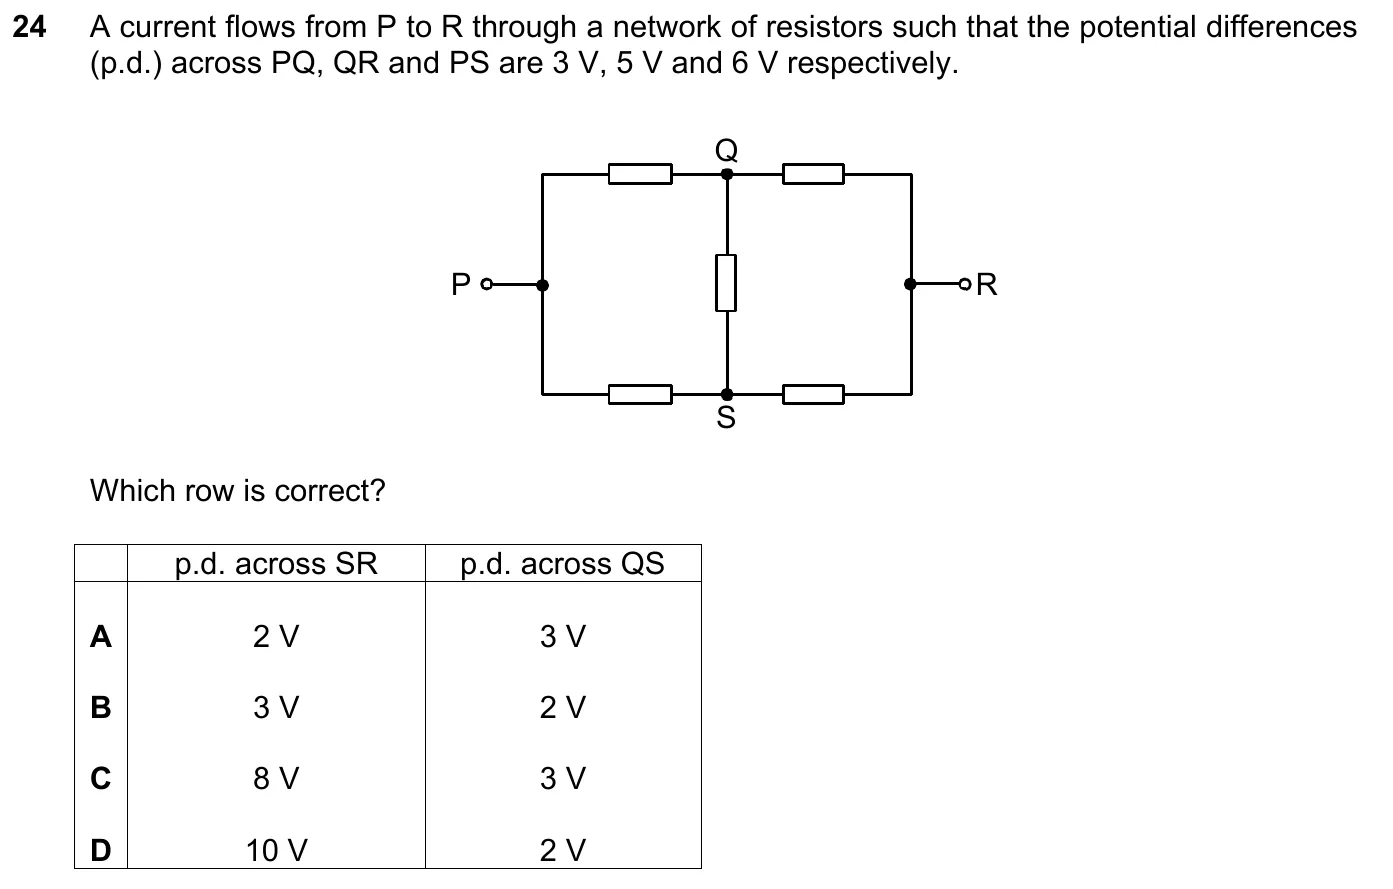 24 A current flows from P to R through a network of resistors such that the potential differences
(p.d.) across PQ, QR and PS are 3 V, 5 V and 6 V respectively.
Q
P R
S
Which row is correct?
p.d. across SR p.d. across QS
A 2 V 3 V
B 3 V 2 V
C 8 V 3 V
D 10 V 2 V